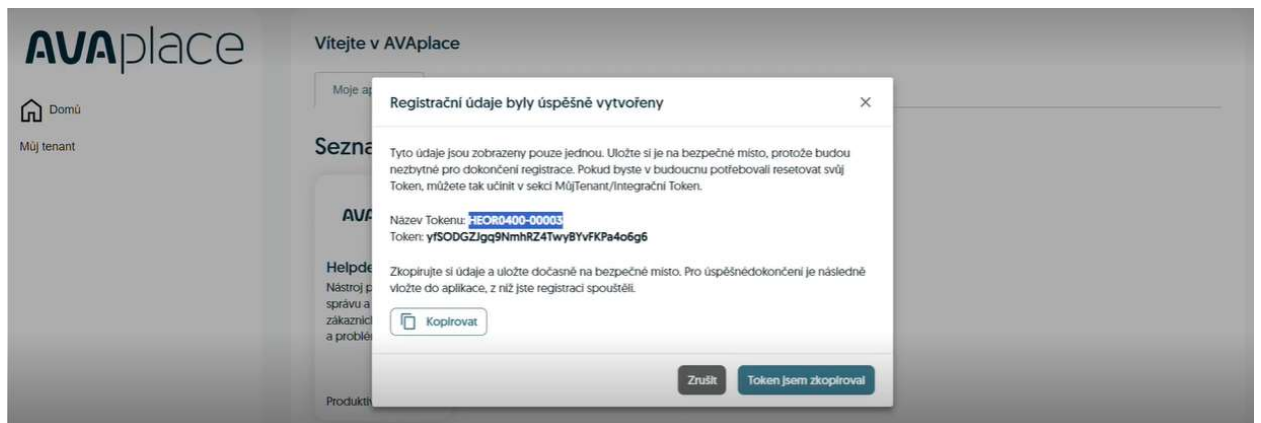 AVAplace
Domů
Můj tenant
Vítejte v AVAplace
Moje ap
Sezna
AVA
Helpde
Nástroj p
správu a
zákaznick
a problém
Produktiv
Registrační údaje byly úspěšně vytvořeny
Tyto údaje jsou zobrazeny pouze jednou. Uložte si je na bezpečné místo, protože budou
nezbytné pro dokončení registrace. Pokud byste v budoucnu potřebovali resetovat svůj
Token, můžete tak učinit v sekci MůjTenant/Integrační Token.
Název Tokenu: HEOR0400-00003
Token: yfSODGZJgq9NmhRZ4TwyBYvFKPa4o6g6
Zkopírujte si údaje a uložte dočasně na bezpečné místo. Pro úspěšnédokončení je následně
vložte do aplikace, z níž jste registraci spouštěli.
Kopírovat
Zrušit
Token jsem zkopíroval